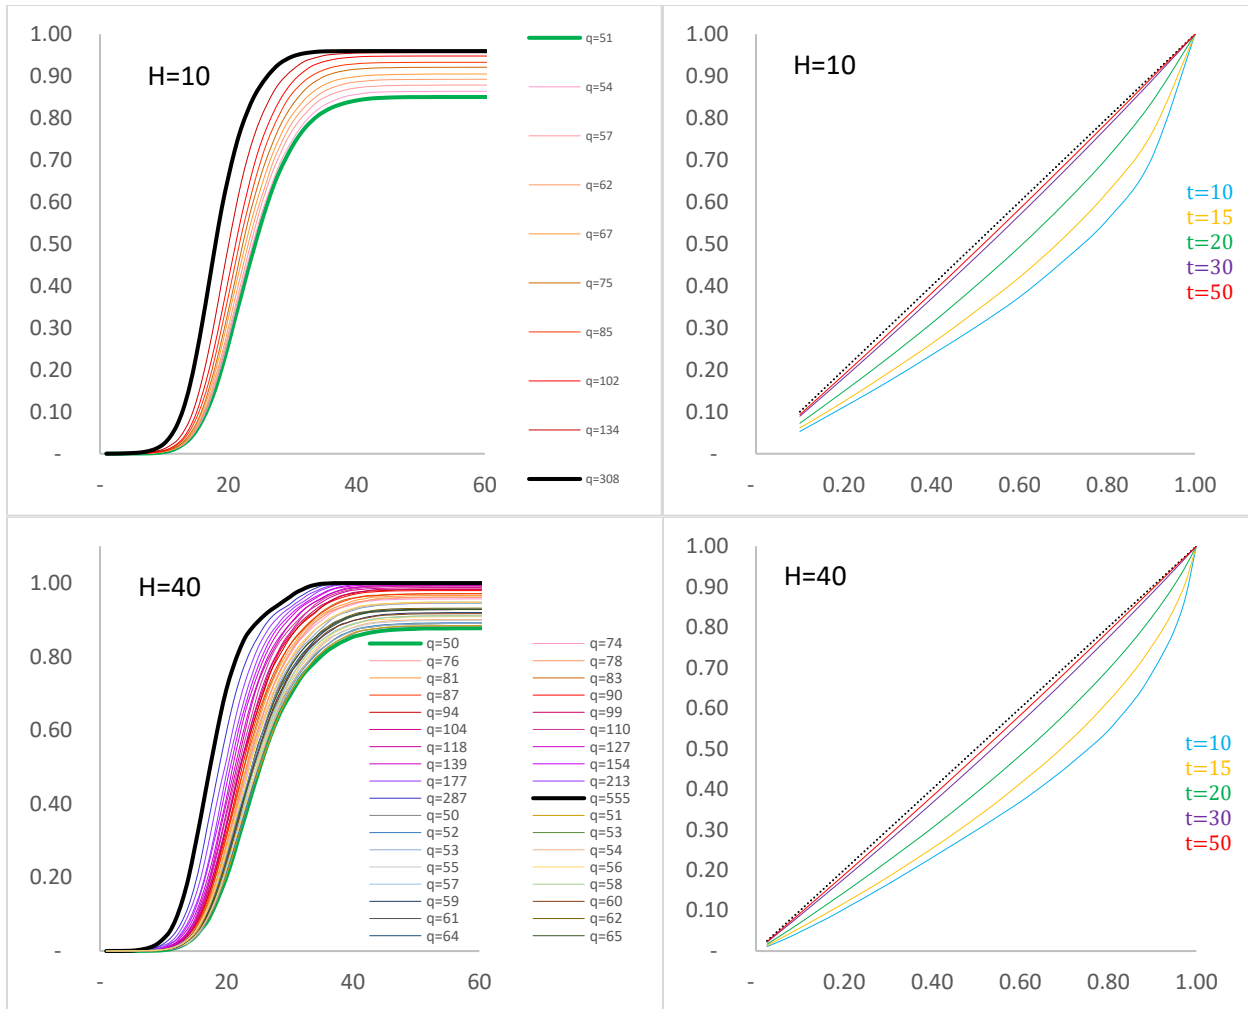 H=10
1.00
0.90
0.80
0.70
0.60
0.50
0.40
0.30
0.20
0.10
-
- 20 40 60
q=51
q=54
q=57
q=62
q=67
q=75
q=85
q=102
q=134
q=308
H=10
1.00
0.90
0.80
0.70
0.60
0.50
0.40
0.30
0.20
0.10
-
- 0.20 0.40 0.60 0.80 1.00
t=10
t=15
t=20
t=30
t=50
H=40
1.00
0.80
0.60
0.40
0.20
-
- 20 40 60
q=50 q=74
q=76 q=78
q=81 q=83
q=87 q=90
q=94 q=99
q=104 q=110
q=118 q=127
q=139 q=154
q=177 q=213
q=287 q=555
q=50 q=51
q=52 q=53
q=53 q=54
q=55 q=56
q=57 q=58
q=59 q=60
q=61 q=62
q=64 q=65
H=40
1.00
0.90
0.80
0.70
0.60
0.50
0.40
0.30
0.20
0.10
-
- 0.20 0.40 0.60 0.80 1.00
t=10
t=15
t=20
t=30
t=50